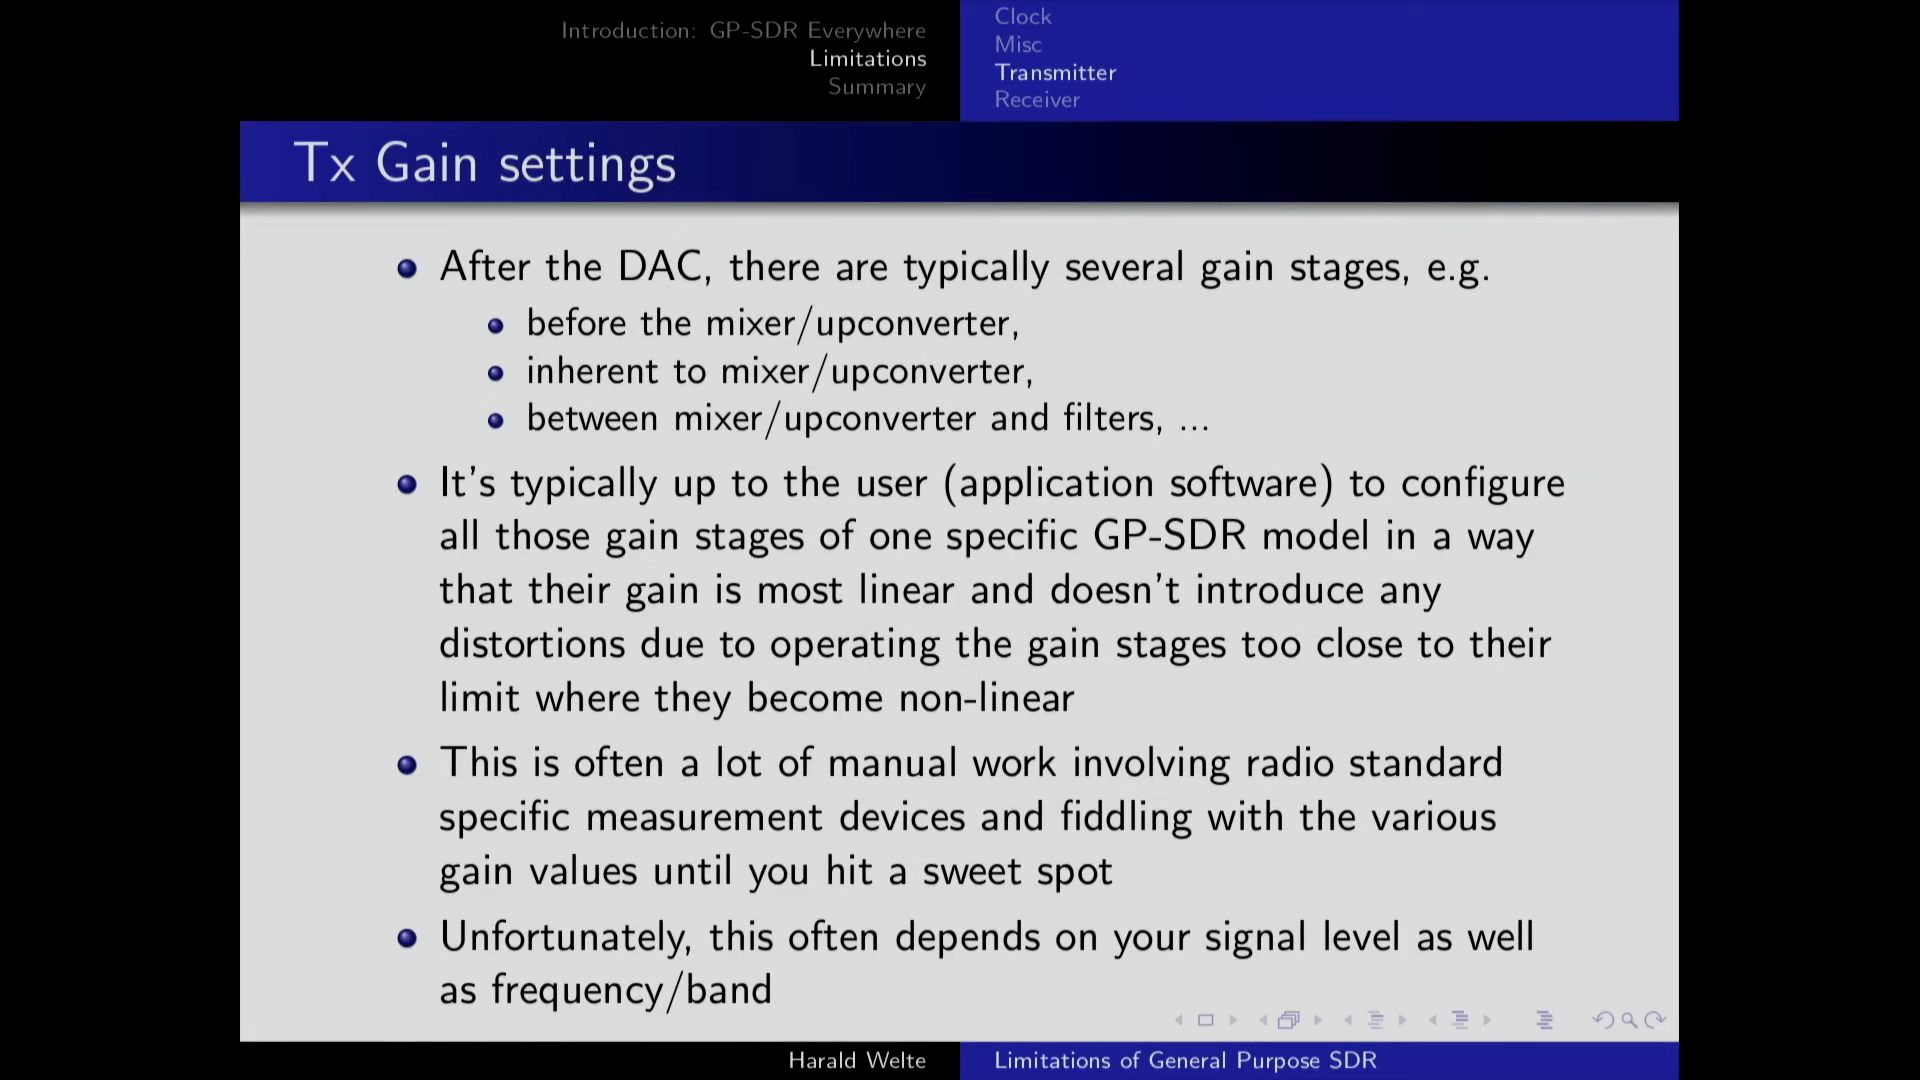 Introduction: GP-SDR Everywhere
Limitations
Summary
Clock
Misc
Transmitter
Receiver
Tx Gain settings
After the DAC, there are typically several gain stages, e.g.
before the mixer/upconverter,
inherent to mixer/upconverter,
between mixer/upconverter and filters, ...
It's typically up to the user (application software) to configure
all those gain stages of one specific GP-SDR model in a way
that their gain is most linear and doesn't introduce any
distortions due to operating the gain stages too close to their
limit where they become non-linear
This is often a lot of manual work involving radio standard
specific measurement devices and fiddling with the various
gain values until you hit a sweet spot
Unfortunately, this often depends on your signal level as well
as frequency/band
Harald Welte
Limitations of General Purpose SDR